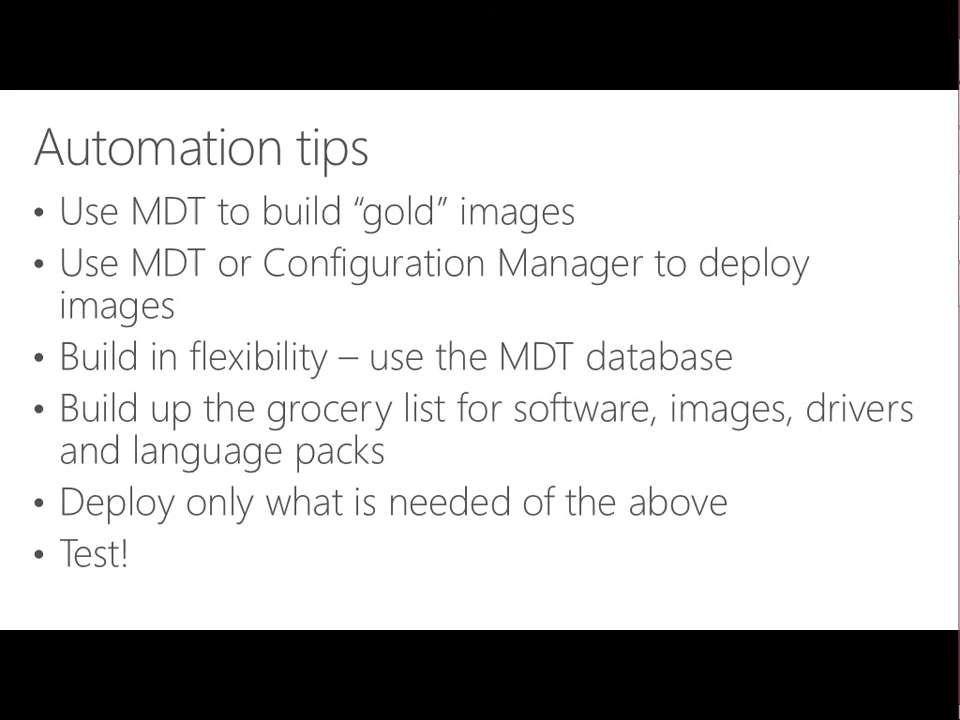 Automation tips
• Use MDT to build “gold” images
• Use MDT or Configuration Manager to deploy
images
• Build in flexibility – use the MDT database
• Build up the grocery list for software, images, drivers
and language packs
• Deploy only what is needed of the above
• Test!